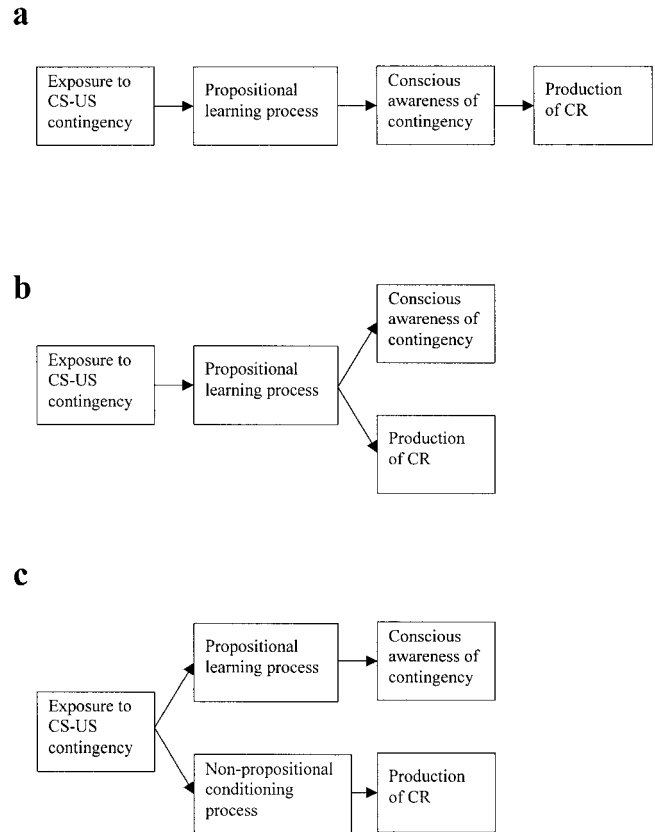 a
Exposure to
CS-US
contingency
Propositional
learning process
Conscious
awareness of
contingency
Production
of CR
b
Exposure to
CS-US
contingency
Propositional
learning process
Conscious
awareness of
contingency
Production
of CR
c
Exposure to
CS-US
contingency
Propositional
learning process
Conscious
awareness of
contingency
Non-propositional
conditioning
process
Production
of CR